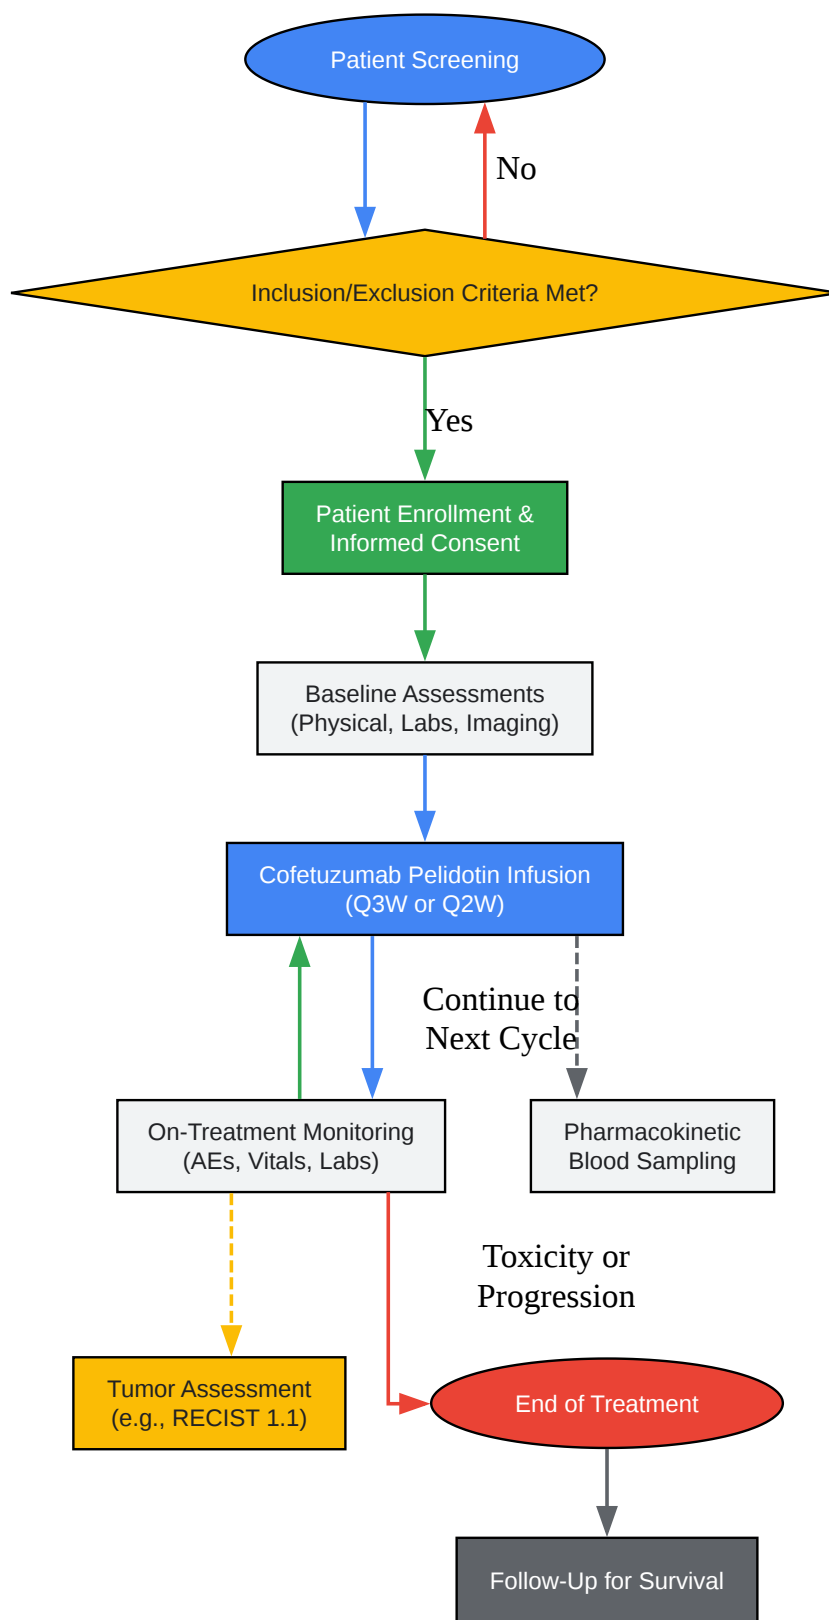 Patient Screening
No
Inclusion/Exclusion Criteria Met?
Yes
Patient Enrollment &
Informed Consent
Baseline Assessments
(Physical, Labs, Imaging)
Cofetuzumab Pelidotin Infusion
(Q3W or Q2W)
Continue to
Next Cycle
On-Treatment Monitoring
(AEs, Vitals, Labs)
Pharmacokinetic
Blood Sampling
Toxicity or
Progression
Tumor Assessment
(e.g., RECIST 1.1)
End of Treatment
Follow-Up for Survival